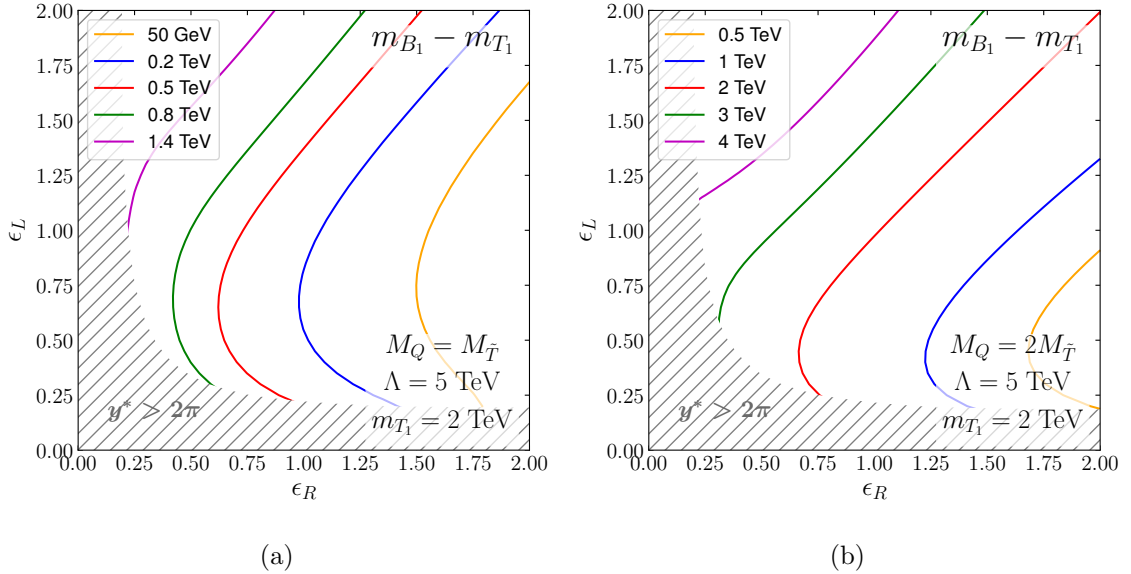 2.00
1.75
1.50
1.25
1.00
0.75
0.50
0.25
0.00
ϵ_L
50 GeV
0.2 TeV
0.5 TeV
0.8 TeV
1.4 TeV
m_{B_1} − m_{T_1}
M_Q = M_{T̃}
Λ = 5 TeV
m_{T_1} = 2 TeV
y* > 2π
0.00 0.25 0.50 0.75 1.00 1.25 1.50 1.75 2.00
ϵ_R
(a)
2.00
1.75
1.50
1.25
1.00
0.75
0.50
0.25
0.00
ϵ_L
0.5 TeV
1 TeV
2 TeV
3 TeV
4 TeV
m_{B_1} − m_{T_1}
M_Q = 2M_{T̃}
Λ = 5 TeV
m_{T_1} = 2 TeV
y* > 2π
0.00 0.25 0.50 0.75 1.00 1.25 1.50 1.75 2.00
ϵ_R
(b)